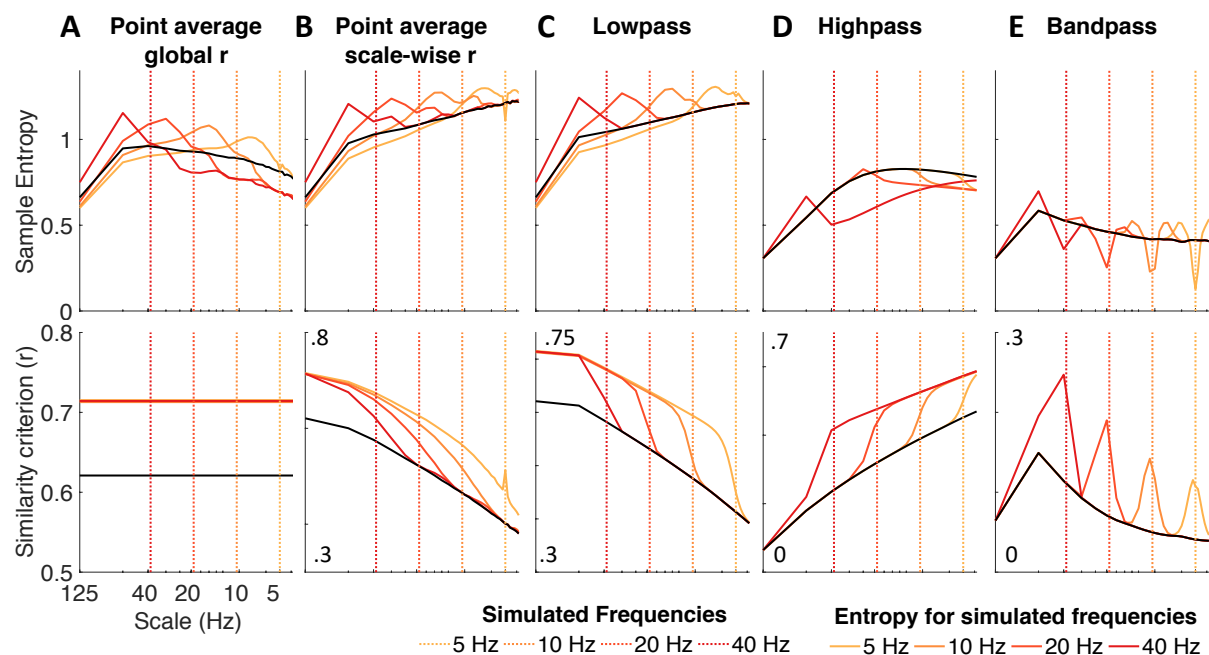 A Point average global r
B Point average scale-wise r
C Lowpass
D Highpass
E Bandpass
Sample Entropy
1
0.5
0
Similarity criterion (r)
0.8
0.7
0.6
0.5
.8
.3
.75
.3
.7
0
.3
0
125 40 20 10 5
Scale (Hz)
Simulated Frequencies
5 Hz 10 Hz 20 Hz 40 Hz
Entropy for simulated frequencies
5 Hz 10 Hz 20 Hz 40 Hz